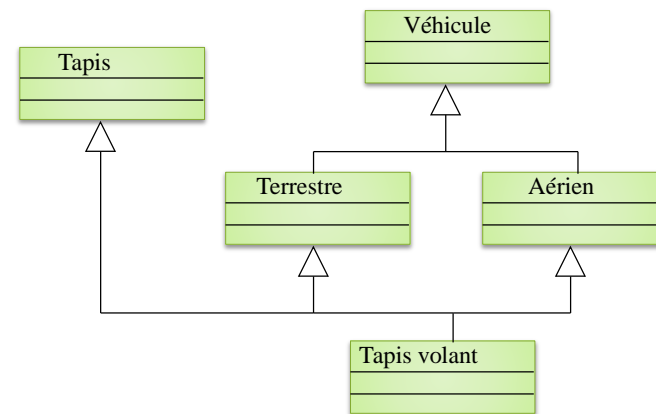 Véhicule
Tapis
Terrestre
Aérien
Tapis volant